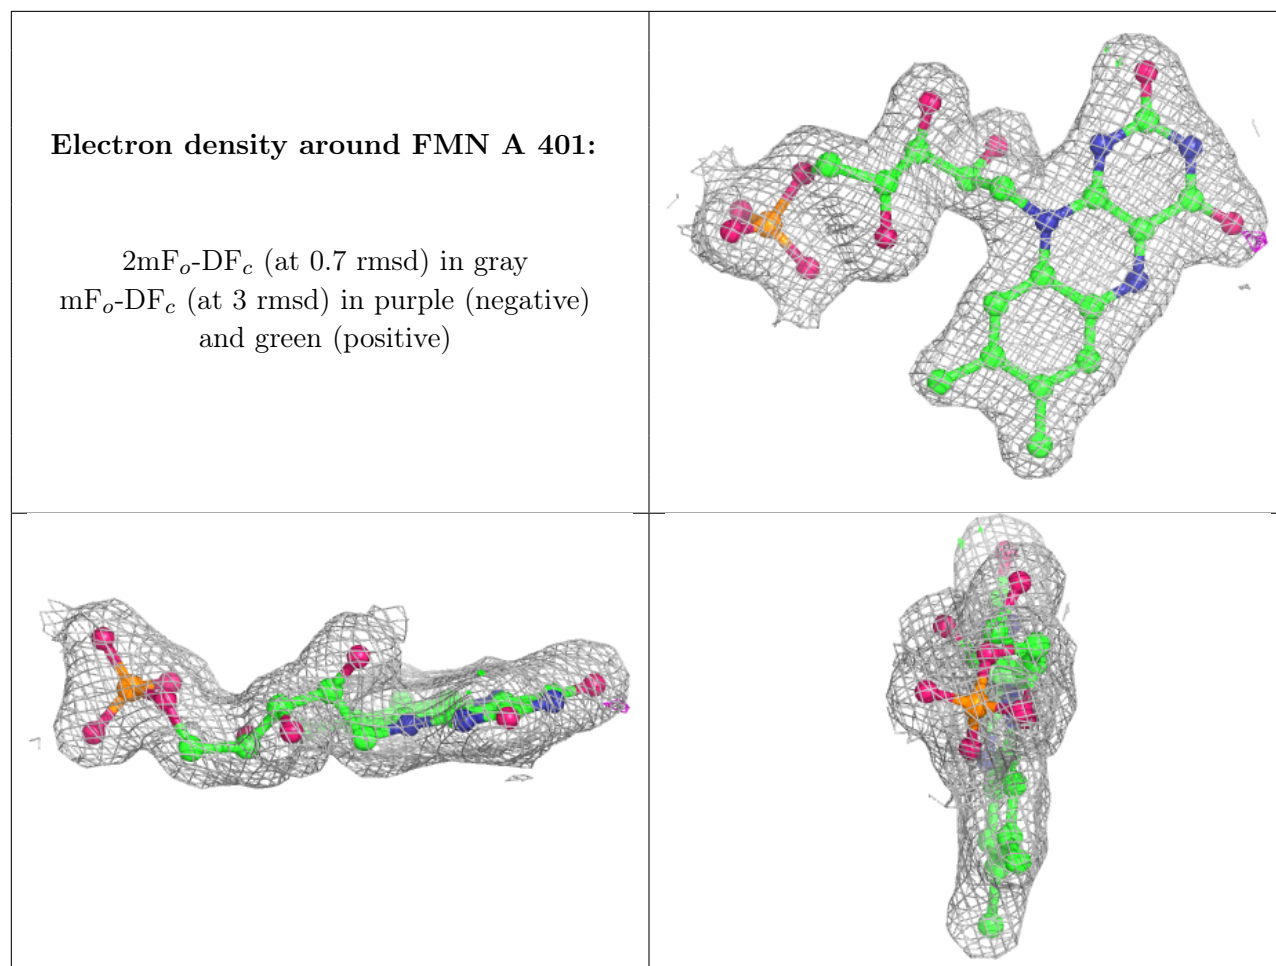 Electron density around FMN A 401:
2mFo-DFc (at 0.7 rmsd) in gray
mFo-DFc (at 3 rmsd) in purple (negative)
and green (positive)